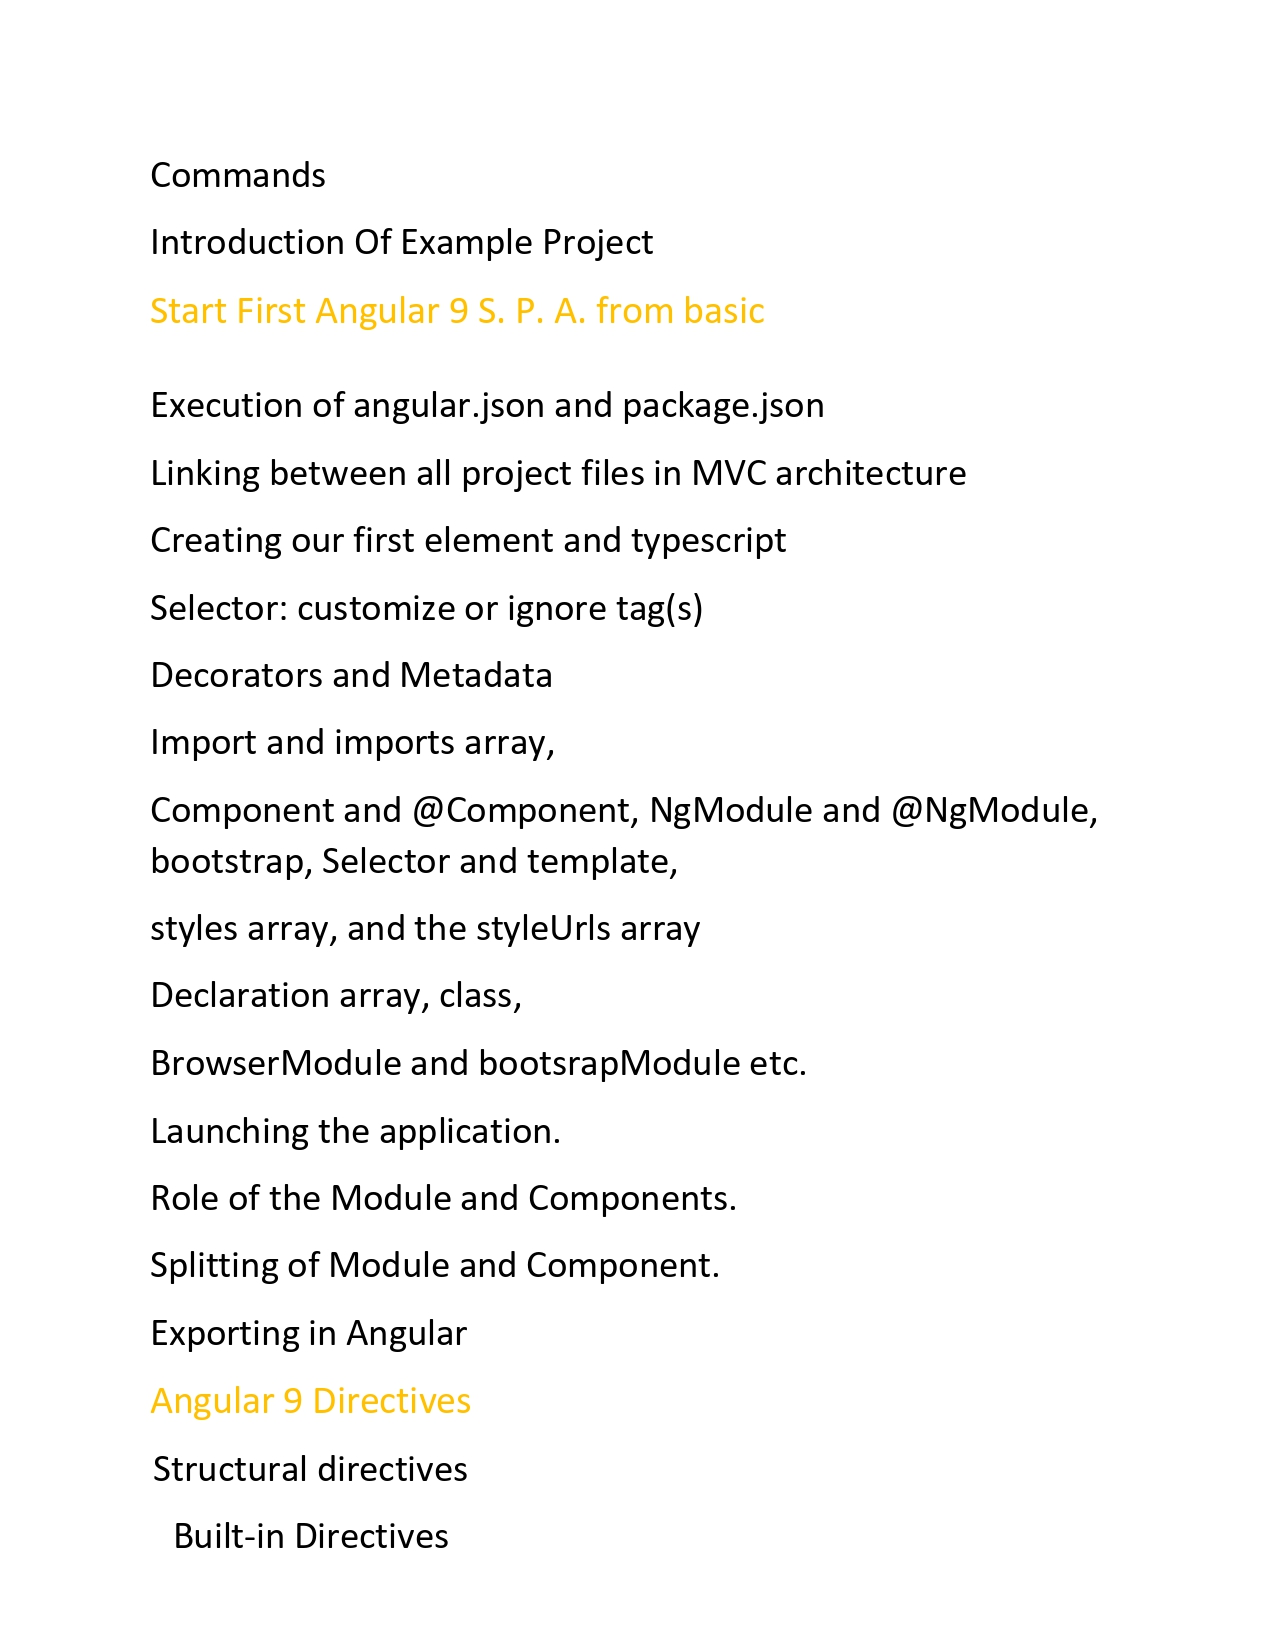 Commands
Introduction Of Example Project
Start First Angular 9 S. P. A. from basic
Execution of angular.json and package.json
Linking between all project files in MVC architecture
Creating our first element and typescript
Selector: customize or ignore tag(s)
Decorators and Metadata
Import and imports array,
Component and @Component, NgModule and @NgModule,
bootstrap, Selector and template,
styles array, and the styleUrls array
Declaration array, class,
BrowserModule and bootsrapModule etc.
Launching the application.
Role of the Module and Components.
Splitting of Module and Component.
Exporting in Angular
Angular 9 Directives
Structural directives
Built-in Directives